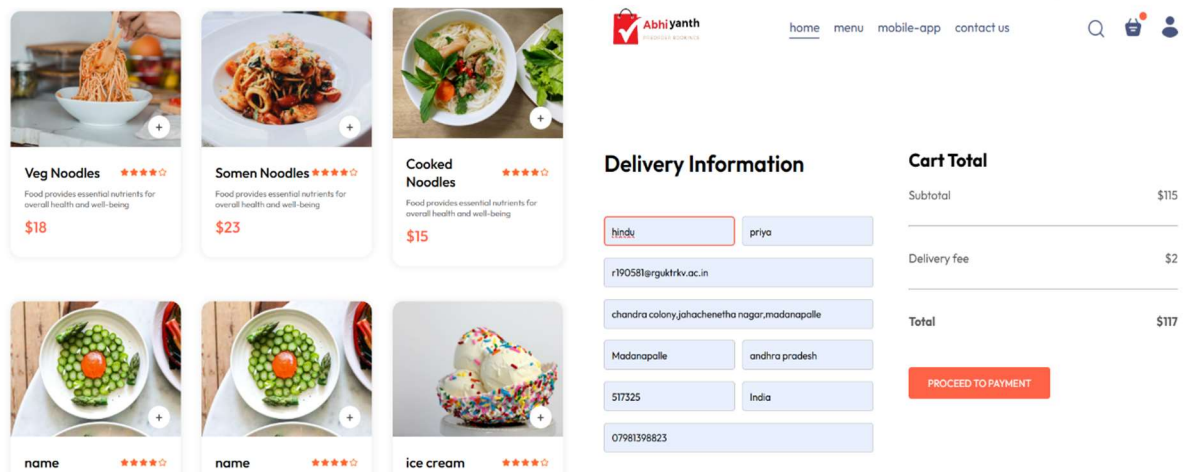 Veg Noodles
Food provides essential nutrients for
overall health and well-being
$18
Somen Noodles
Food provides essential nutrients for
overall health and well-being
$23
Cooked
Noodles
Food provides essential nutrients for
overall health and well-being
$15
name
name
ice cream
Abhiyanth
home menu mobile-app contact us
Delivery Information
hindu priya
r190581@rguktrkv.ac.in
chandra colony,jahachenetha nagar,madanapalle
Madanapalle andhra pradesh
517325 India
07981398823
Cart Total
Subtotal $115
Delivery fee $2
Total $117
PROCEED TO PAYMENT